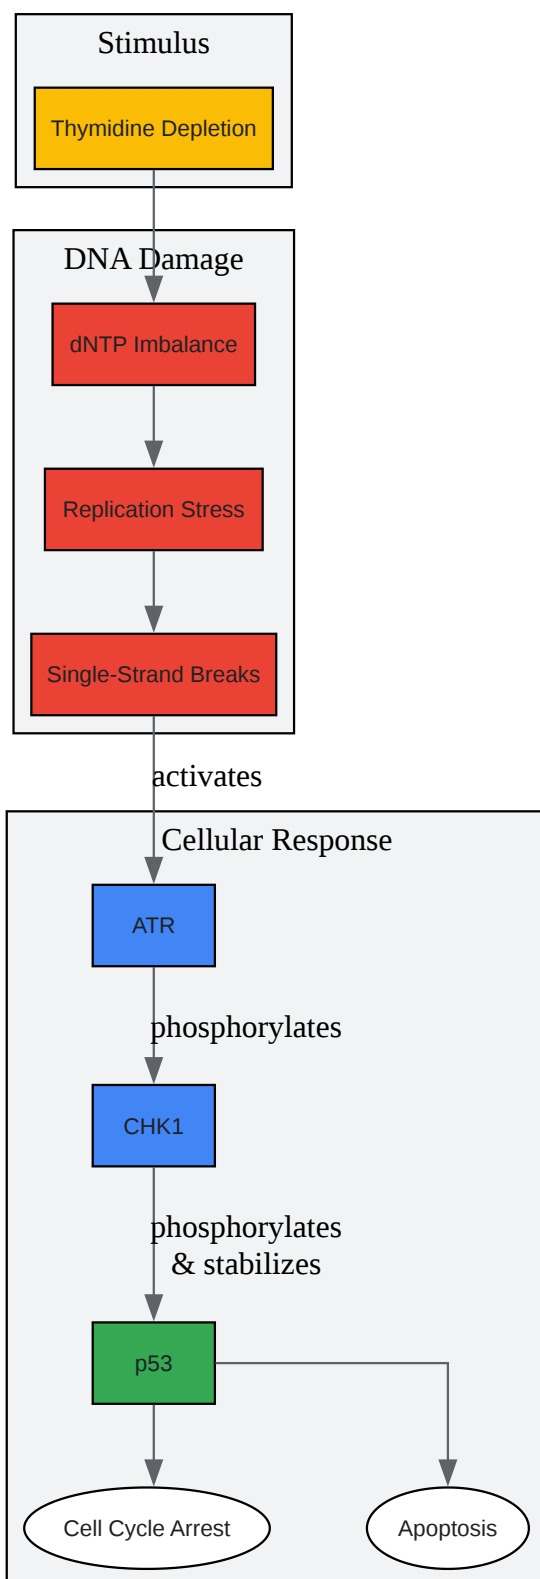 Stimulus
Thymidine Depletion
DNA Damage
dNTP Imbalance
Replication Stress
Single-Strand Breaks
activates
Cellular Response
ATR
phosphorylates
CHK1
phosphorylates
& stabilizes
p53
Cell Cycle Arrest
Apoptosis